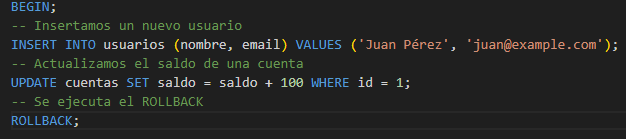 BEGIN;
-- Insertamos un nuevo usuario
INSERT INTO usuarios (nombre, email) VALUES ('Juan Pérez', 'juan@example.com');
-- Actualizamos el saldo de una cuenta
UPDATE cuentas SET saldo = saldo + 100 WHERE id = 1;
-- Se ejecuta el ROLLBACK
ROLLBACK;